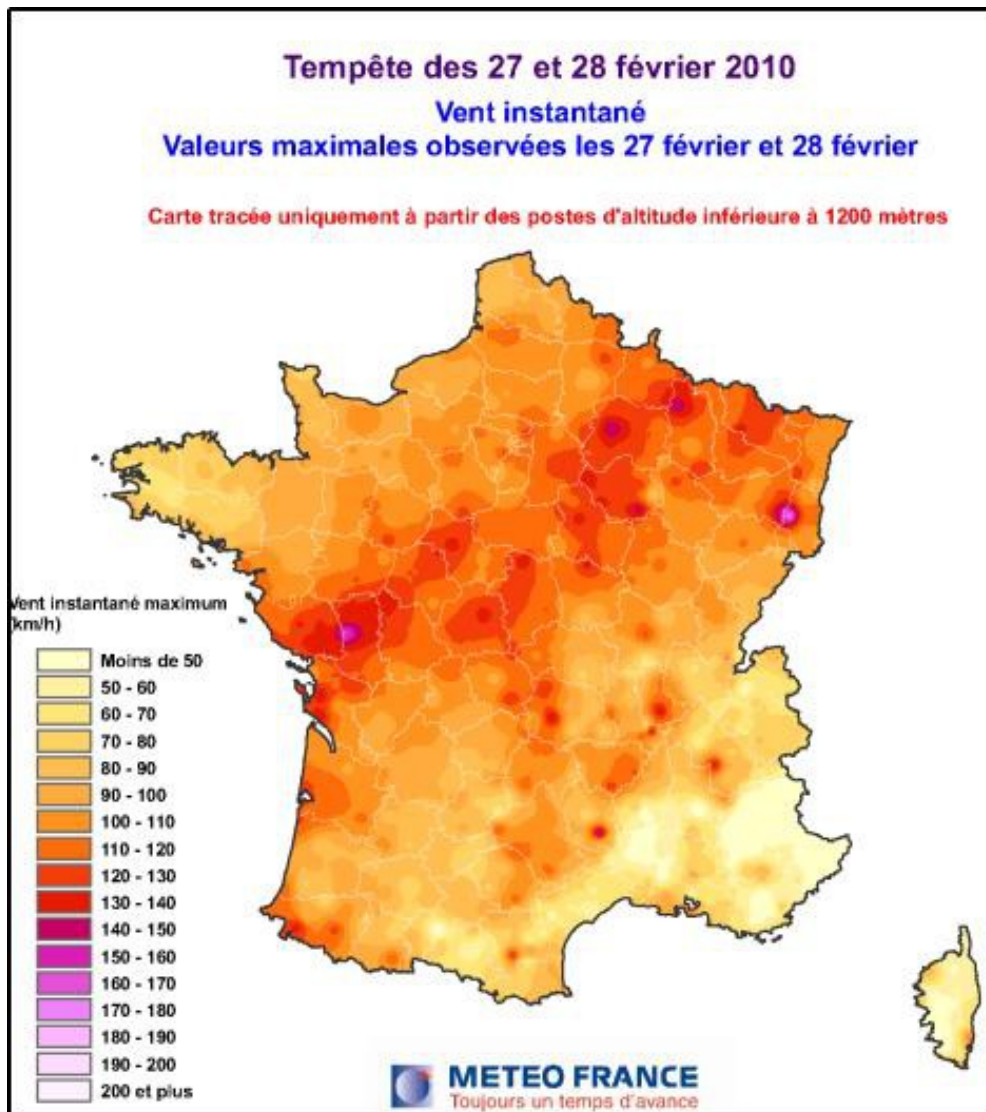 Tempête des 27 et 28 février 2010
Vent instantané
Valeurs maximales observées les 27 février et 28 février
Carte tracée uniquement à partir des postes d'altitude inférieure à 1200 mètres
Vent instantané maximum
(km/h)
Moins de 50
50 - 60
60 - 70
70 - 80
80 - 90
90 - 100
100 - 110
110 - 120
120 - 130
130 - 140
140 - 150
150 - 160
160 - 170
170 - 180
180 - 190
190 - 200
200 et plus
METEO FRANCE
Toujours un temps d'avance